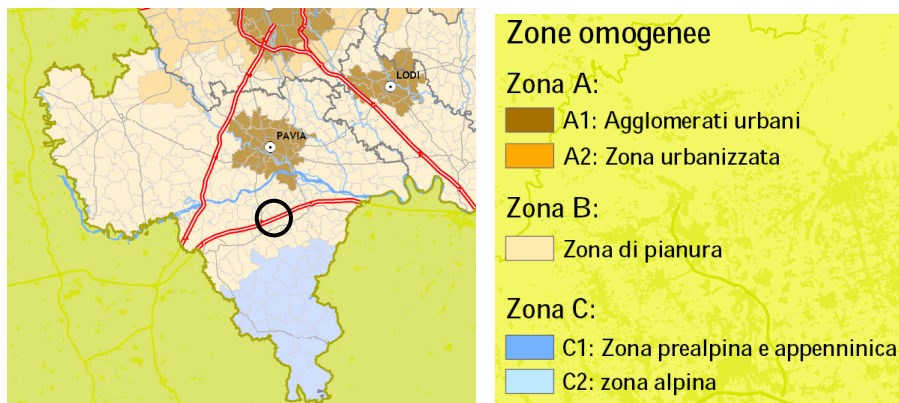 LODI
PAVIA
Zone omogenee
Zona A:
A1: Agglomerati urbani
A2: Zona urbanizzata
Zona B:
Zona di pianura
Zona C:
C1: Zona prealpina e appenninica
C2: zona alpina